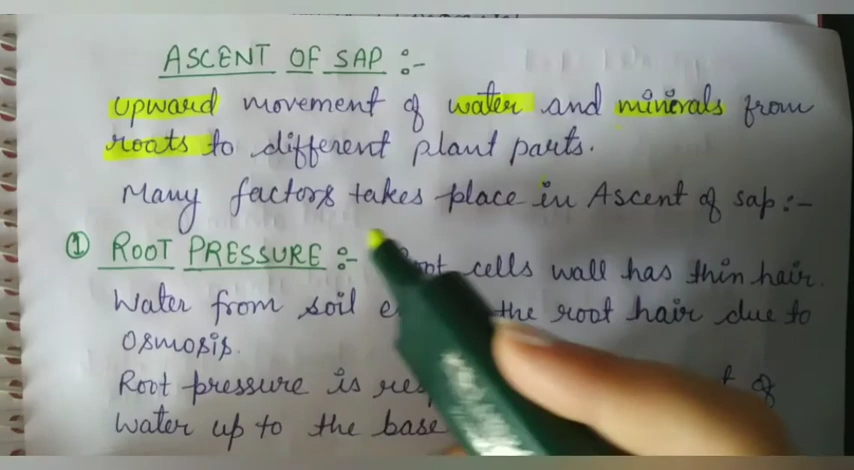 ASCENT OF SAP :-
Upward movement of water and minerals from
roots to different plant parts.
Many factors takes place in Ascent of sap :-
① ROOT PRESSURE :- cells wall has thin hair.
Water from soil the root hair due to
Osmosis.
Root pressure is of
Water up to the base